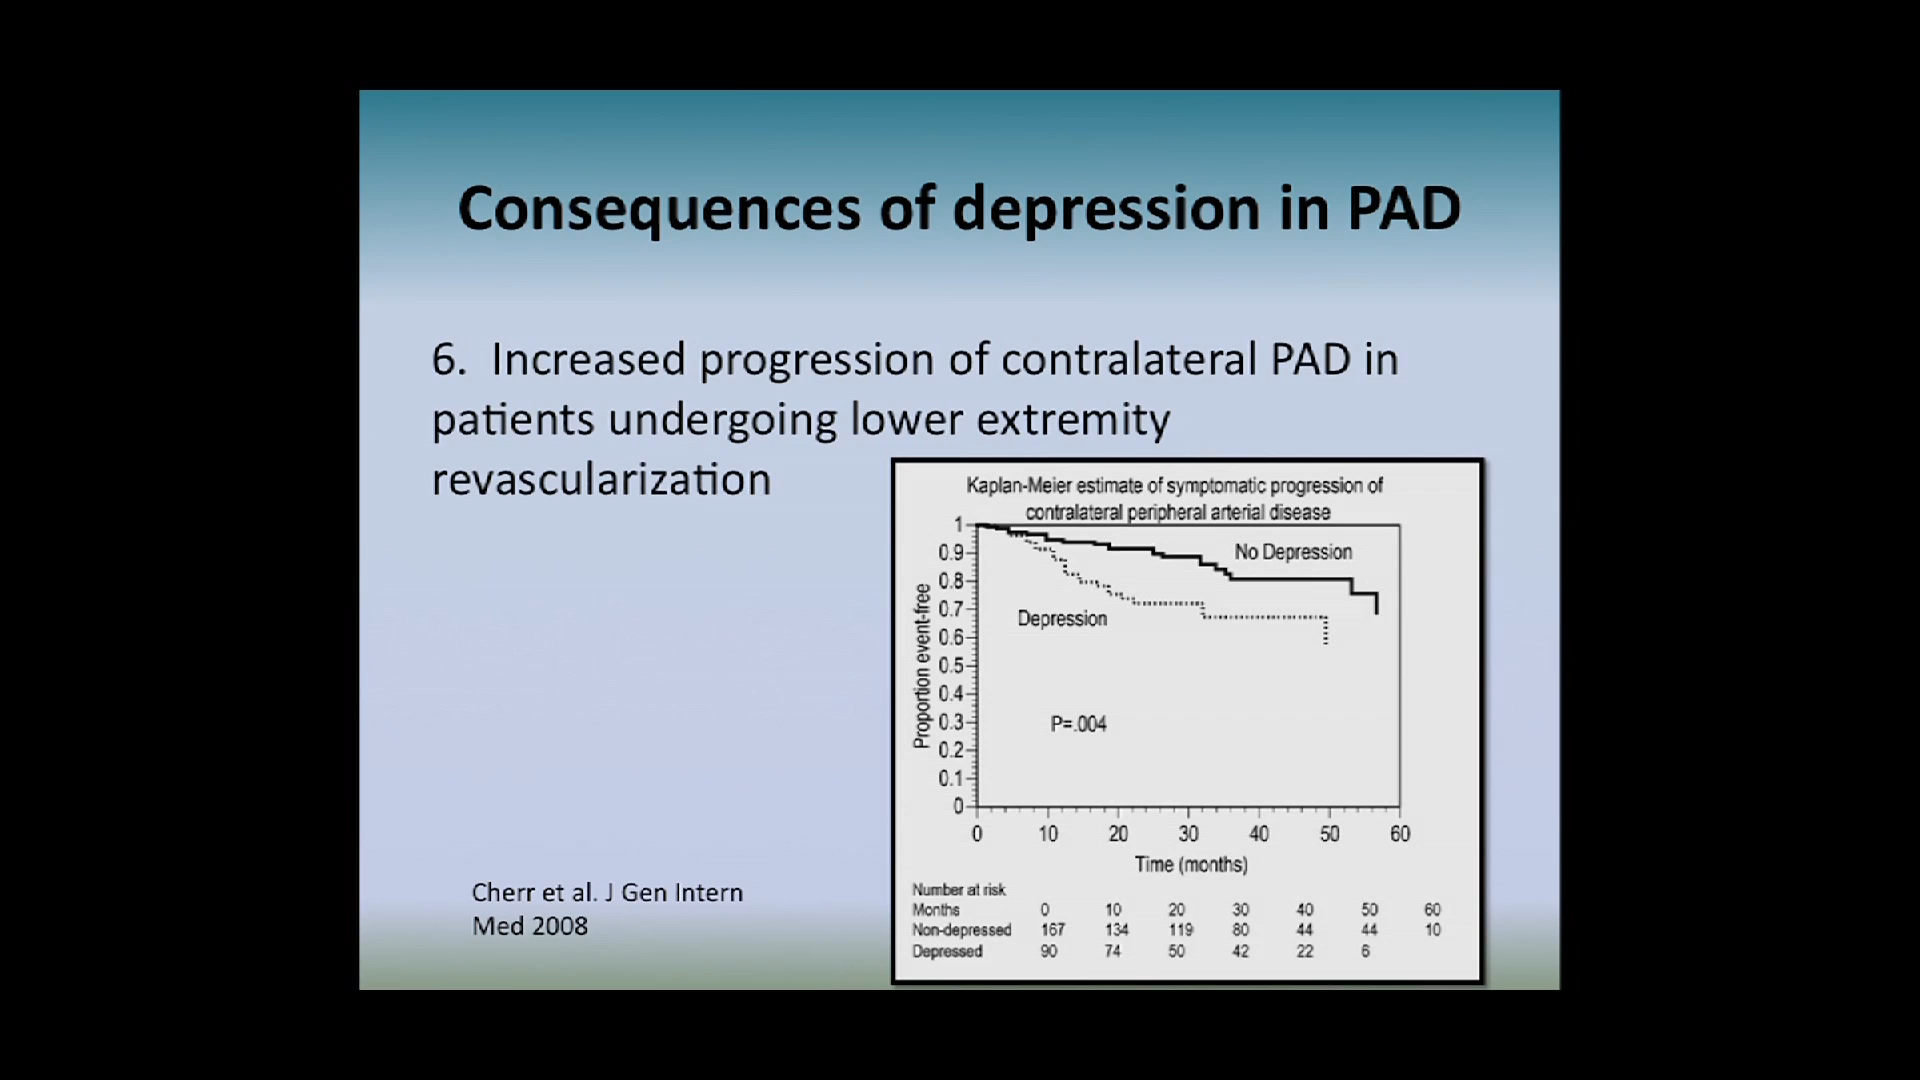 Consequences of depression in PAD
6. Increased progression of contralateral PAD in
patients undergoing lower extremity
revascularization
Kaplan-Meier estimate of symptomatic progression of
contralateral peripheral arterial disease
1
0.9
0.8
0.7
0.6
0.5
0.4
0.3
0.2
0.1
0
Proportion event-free
No Depression
Depression
P=.004
0 10 20 30 40 50 60
Time (months)
Number at risk
Months 0 10 20 30 40 50 60
Non-depressed 167 134 119 80 44 44 10
Depressed 90 74 50 42 22 6
Cherr et al. J Gen Intern
Med 2008